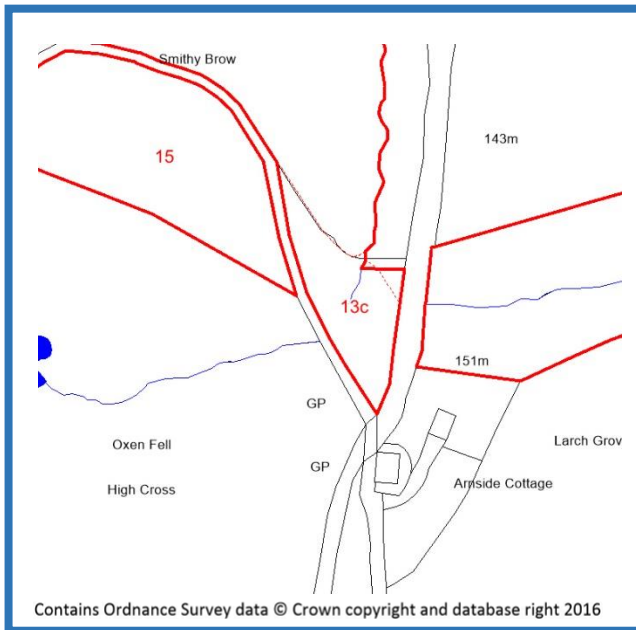 Smithy Brow
143m
15
13c
151m
GP
Oxen Fell
Larch Grov
GP
High Cross
Arnside Cottage
Contains Ordnance Survey data © Crown copyright and database right 2016